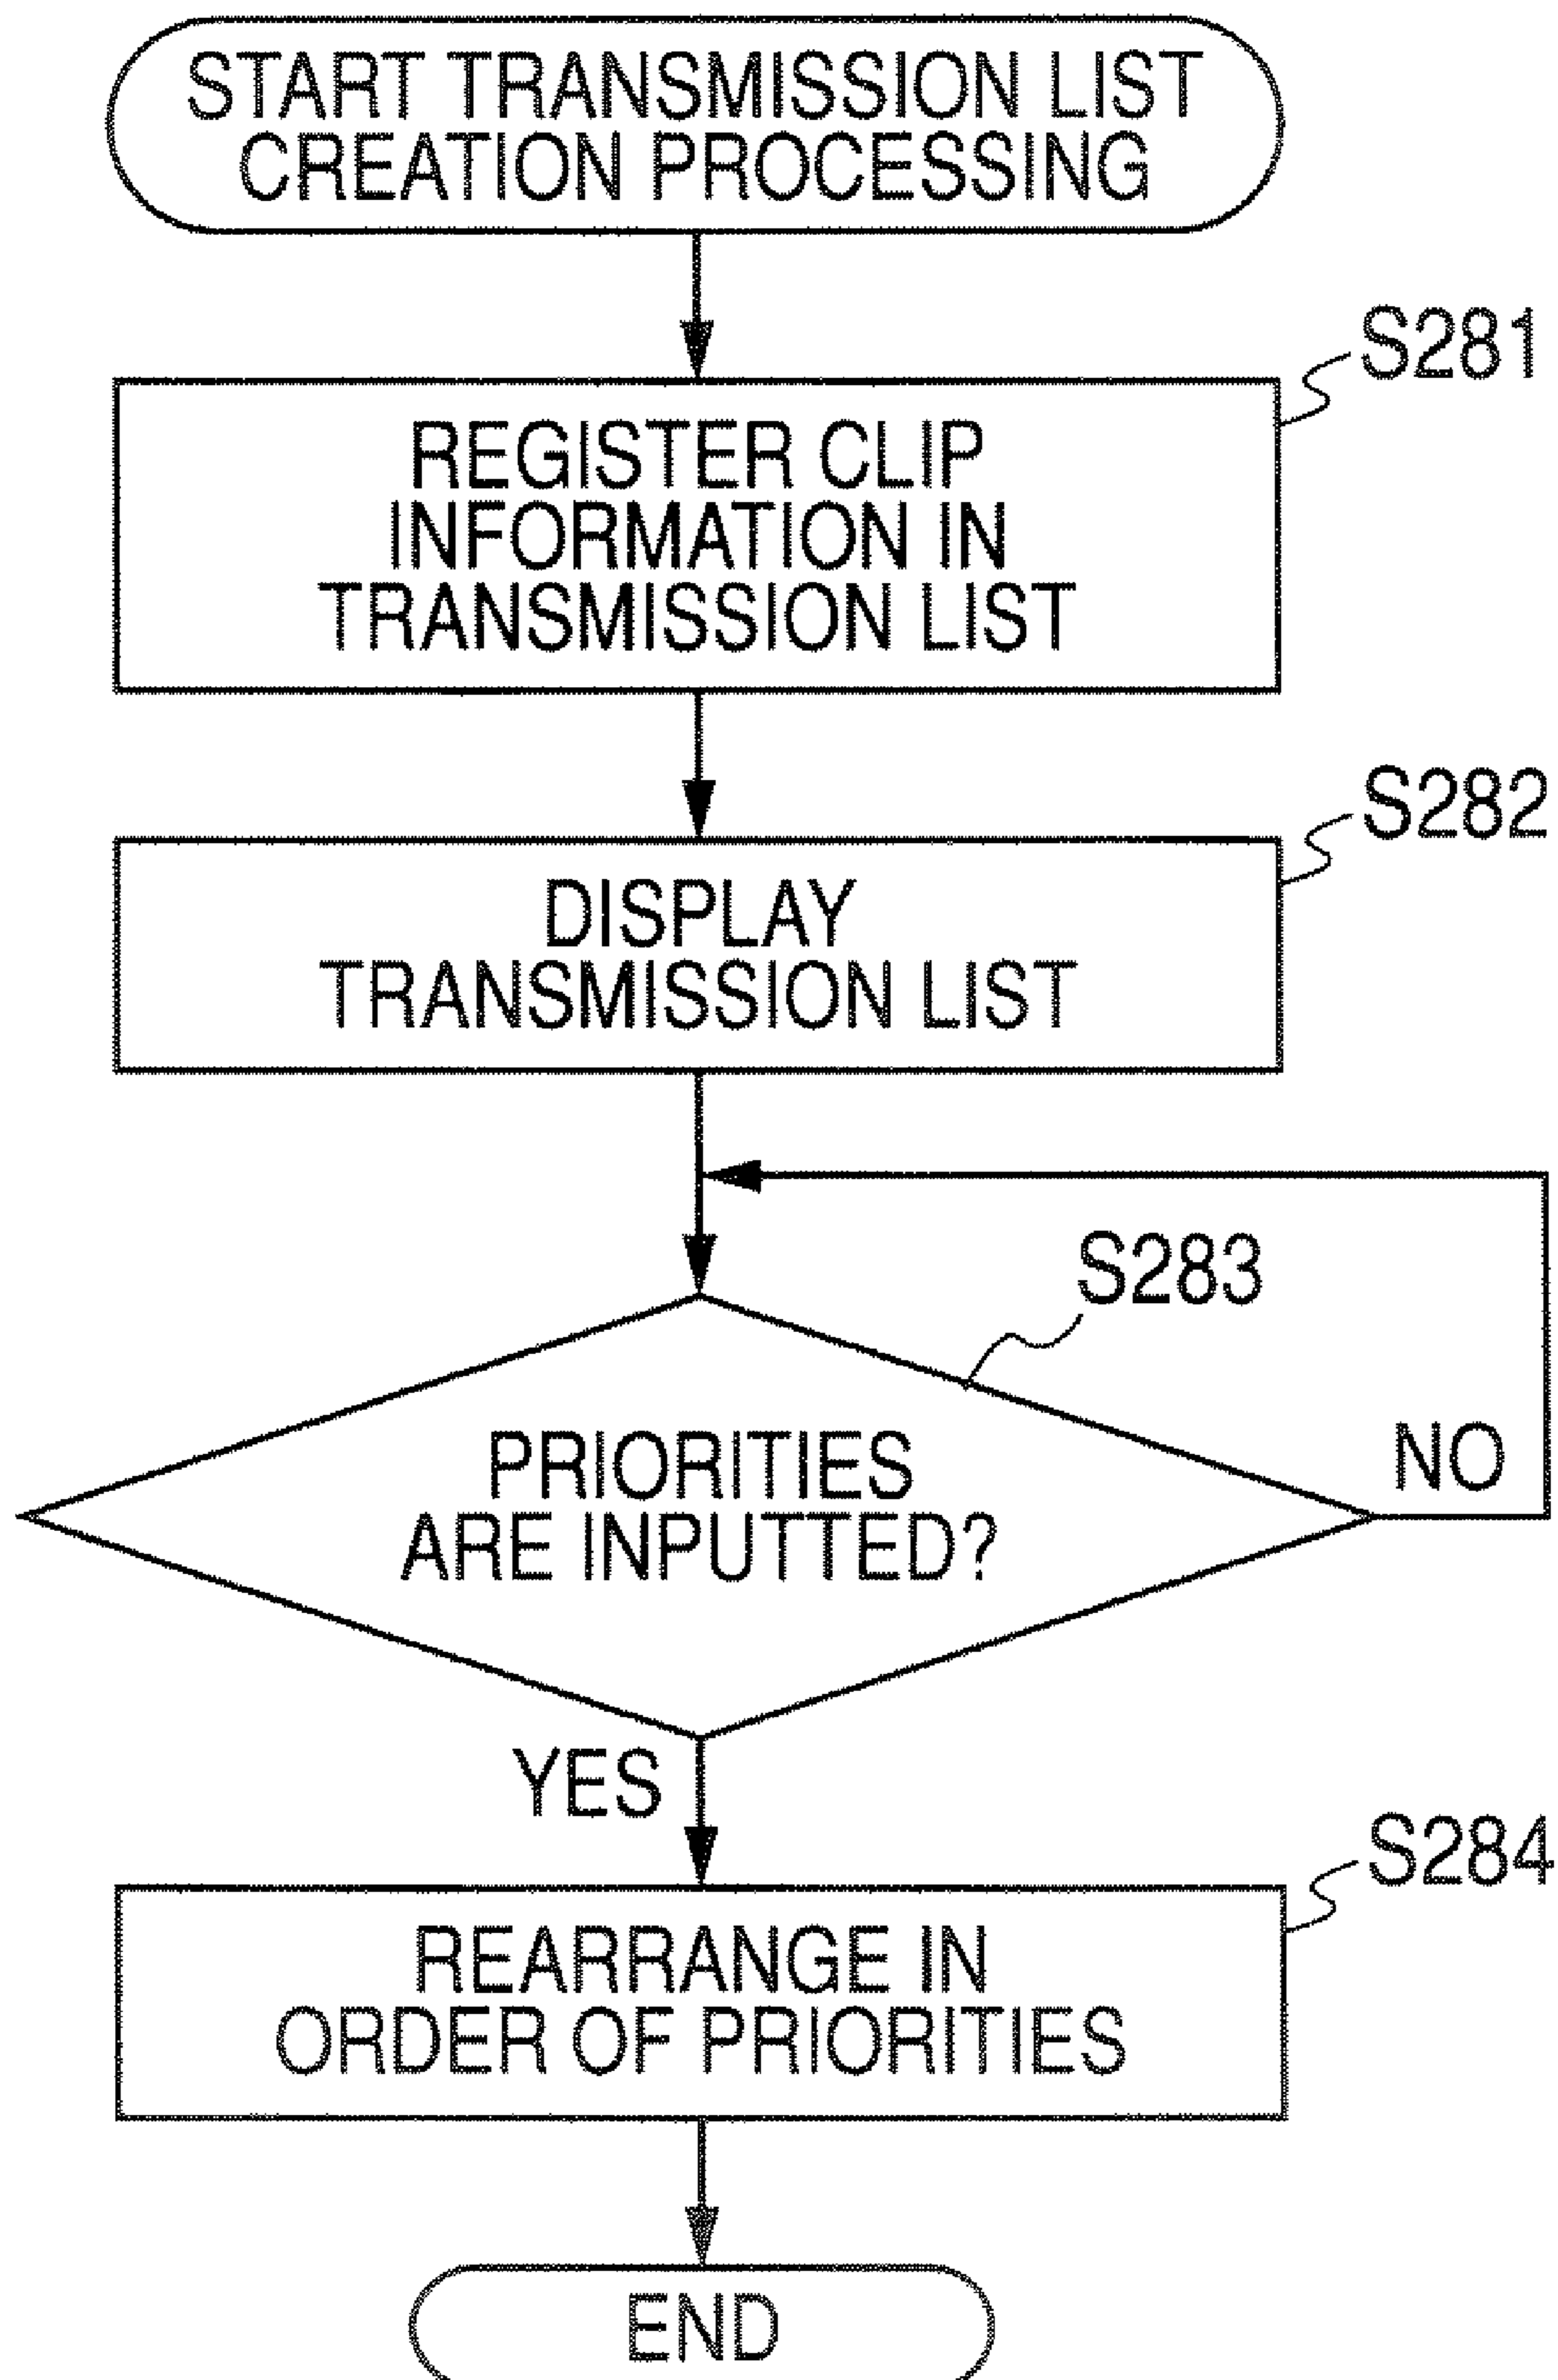 START TRANSMISSION LIST
CREATION PROCESSING
S281
REGISTER CLIP
INFORMATION IN
TRANSMISSION LIST
S282
DISPLAY
TRANSMISSION LIST
S283
PRIORITIES
ARE INPUTTED?
NO
YES
S284
REARRANGE IN
ORDER OF PRIORITIES
END